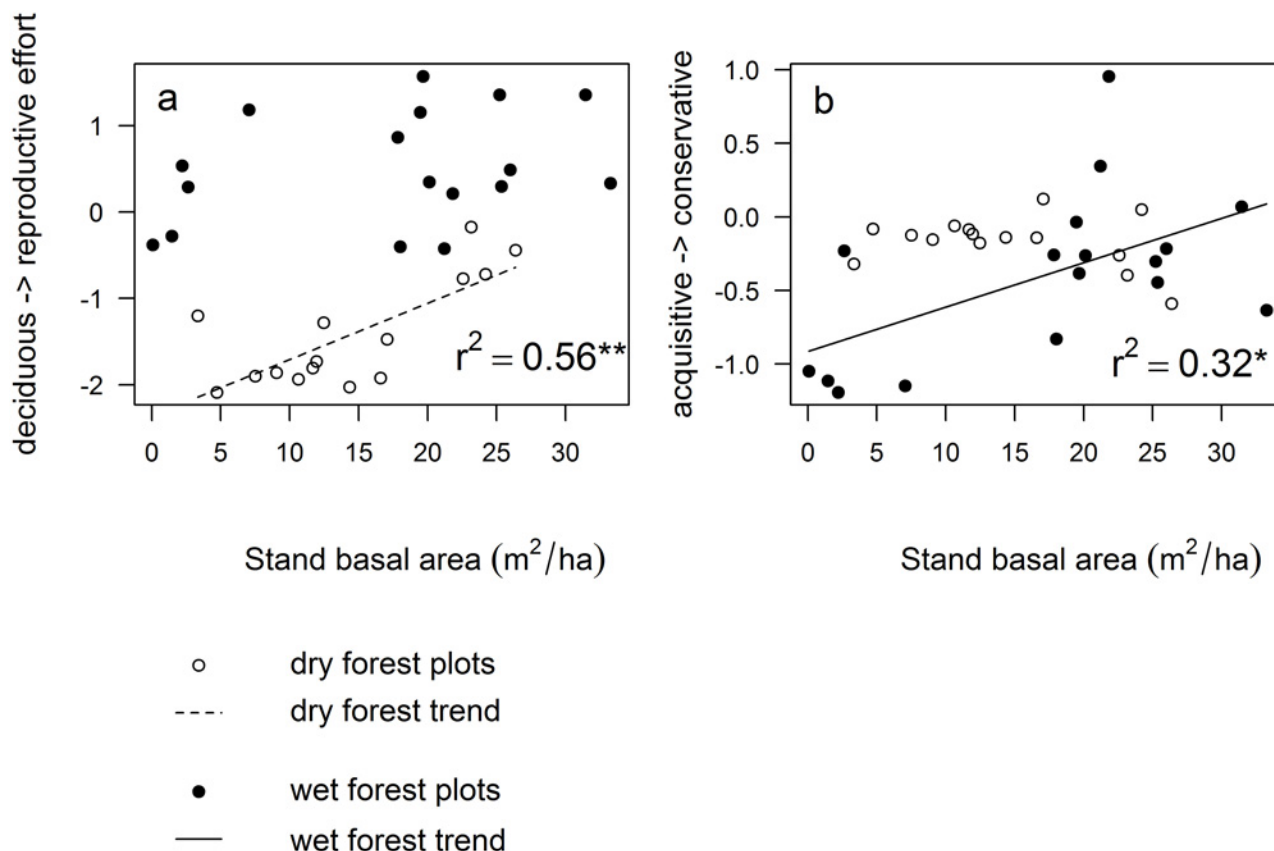 deciduous -> reproductive effort
a
1
0
-1
-2
r² = 0.56**
0 5 10 15 20 25 30
Stand basal area (m²/ha)
acquisitive -> conservative
b
1.0
0.5
0.0
-0.5
-1.0
r² = 0.32*
0 5 10 15 20 25 30
Stand basal area (m²/ha)
dry forest plots
dry forest trend
wet forest plots
wet forest trend